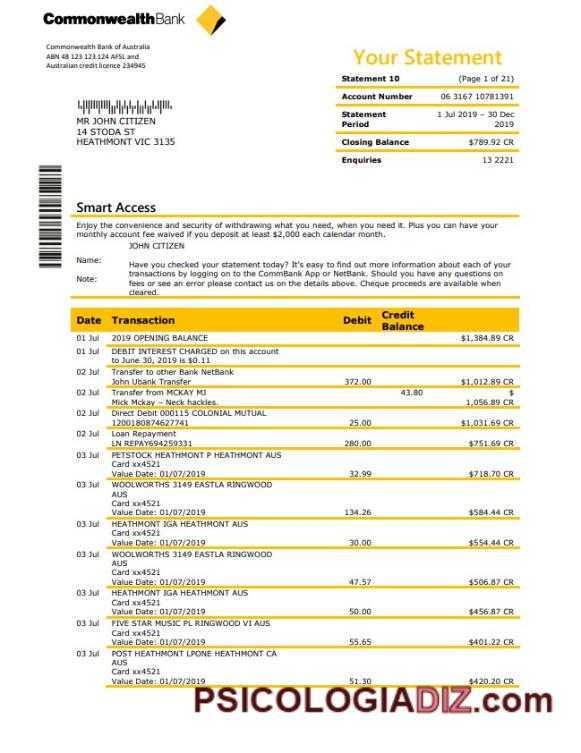 CommonwealthBank
Commonwealth Bank of Australia
ABN 48 123 123 124 AFSL and
Australian credit licence 234945
Your Statement
Statement 10 (Page 1 of 21)
Account Number 06 3167 10781391
Statement Period 1 Jul 2019 – 30 Dec 2019
Closing Balance $789.92 CR
Enquiries 13 2221
MR JOHN CITIZEN
14 STODA ST
HEATHMONT VIC 3135
Smart Access
Enjoy the convenience and security of withdrawing what you need, when you need it. Plus you can have your
monthly account fee waived if you deposit at least $2,000 each calendar month.
JOHN CITIZEN
Name:
Note:
Have you checked your statement today? It's easy to find out more information about each of your
transactions by logging on to the CommBank App or NetBank. Should you have any questions on
fees or see an error please contact us on the details above. Cheque proceeds are available when
cleared.
Date Transaction Debit Credit Balance
01 Jul 2019 OPENING BALANCE $1,384.89 CR
01 Jul DEBIT INTEREST CHARGED on this account
to June 30, 2019 is $0.11
02 Jul Transfer to other Bank NetBank
John Ubank Transfer 372.00 $1,012.89 CR
02 Jul Transfer from MCKAY MJ 43.80 $
Mick Mckay – Neck hackles. 1,056.89 CR
02 Jul Direct Debit 000115 COLONIAL MUTUAL
1200180874627741 25.00 $1,031.69 CR
02 Jul Loan Repayment
LN REPAY694259331 280.00 $751.69 CR
03 Jul PETSTOCK HEATHMONT P HEATHMONT AUS
Card xx4521
Value Date: 01/07/2019 32.99 $718.70 CR
03 Jul WOOLWORTHS 3149 EASTLA RINGWOOD
AUS
Card xx4521
Value Date: 01/07/2019 134.26 $584.44 CR
03 Jul HEATHMONT IGA HEATHMONT AUS
Card xx4521
Value Date: 01/07/2019 30.00 $554.44 CR
03 Jul WOOLWORTHS 3149 EASTLA RINGWOOD
AUS
Card xx4521
Value Date: 01/07/2019 47.57 $506.87 CR
03 Jul HEATHMONT IGA HEATHMONT AUS
Card xx4521
Value Date: 01/07/2019 50.00 $456.87 CR
03 Jul FIVE STAR MUSIC PL RINGWOOD VI AUS
Card xx4521
Value Date: 01/07/2019 55.65 $401.22 CR
03 Jul POST HEATHMONT LPONE HEATHMONT CA
AUS
Card xx4521
Value Date: 01/07/2019 51.30 $420.20 CR
PSICOLOGIADIZ.com